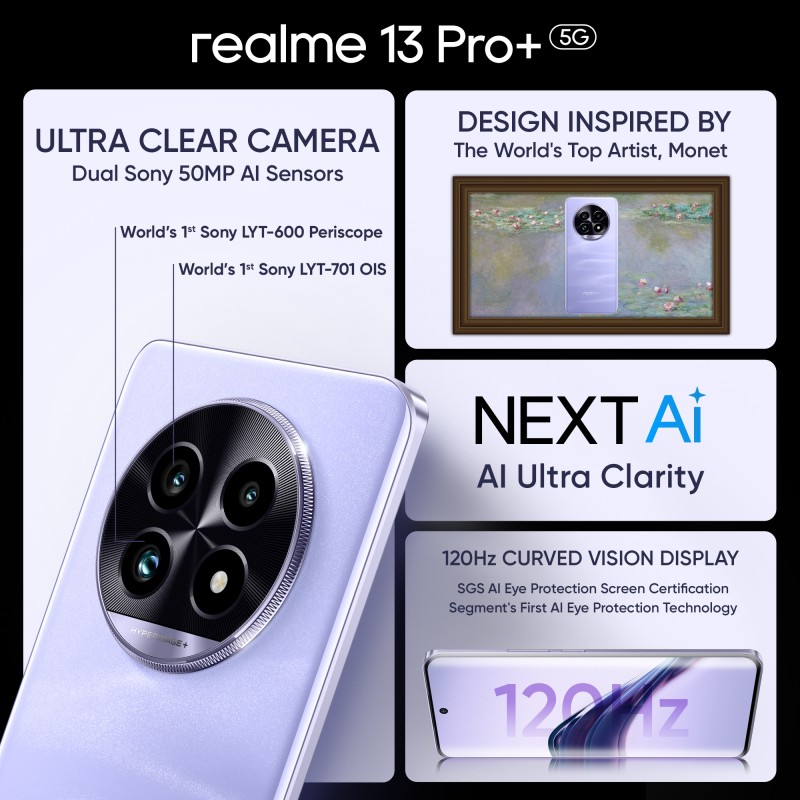 realme 13 Pro+ 5G
ULTRA CLEAR CAMERA
Dual Sony 50MP AI Sensors
World's 1st Sony LYT-600 Periscope
World's 1st Sony LYT-701 OIS
HYPERIMAGE+
DESIGN INSPIRED BY
The World's Top Artist, Monet
NEXT Ai
AI Ultra Clarity
120Hz CURVED VISION DISPLAY
SGS AI Eye Protection Screen Certification
Segment's First AI Eye Protection Technology
120Hz